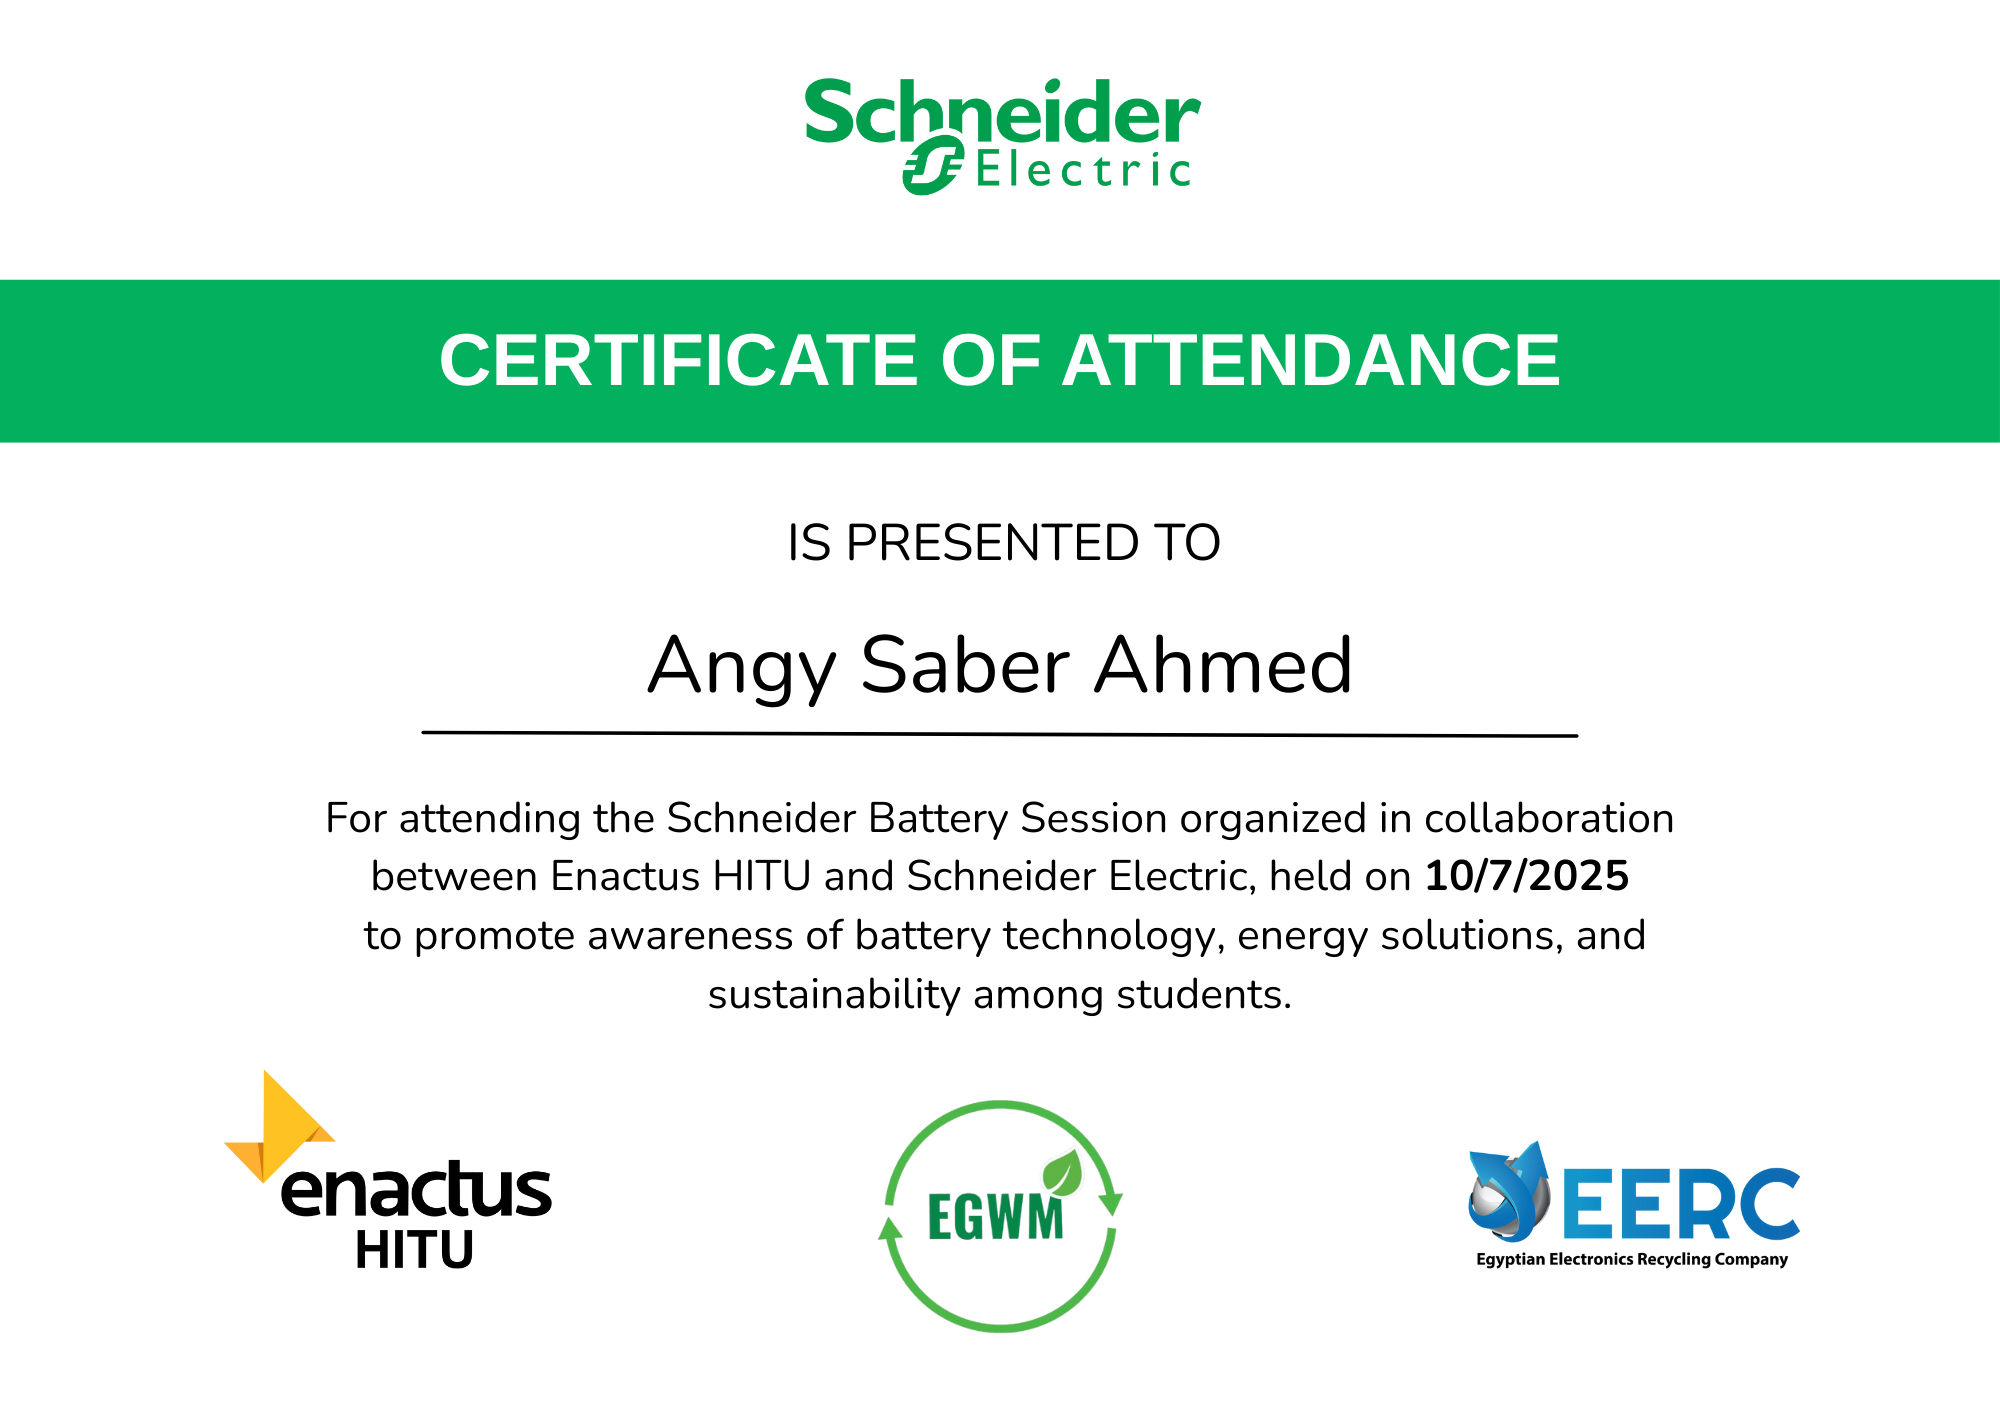 Schneider
Electric
CERTIFICATE OF ATTENDANCE
IS PRESENTED TO
Angy Saber Ahmed
For attending the Schneider Battery Session organized in collaboration
between Enactus HITU and Schneider Electric, held on 10/7/2025
to promote awareness of battery technology, energy solutions, and
sustainability among students.
enactus
HITU
EGWM
EERC
Egyptian Electronics Recycling Company